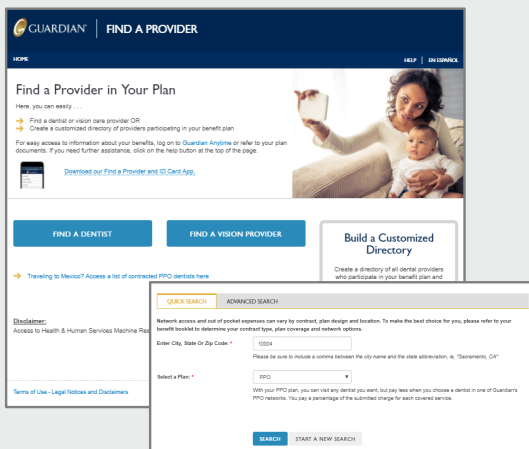 GUARDIAN® FIND A PROVIDER
HOME
HELP | EN ESPAÑOL
Find a Provider in Your Plan
Here, you can easily . . .
Find a dentist or vision care provider OR
Create a customized directory of providers participating in your benefit plan
For easy access to information about your benefits, log on to Guardian Anytime or refer to your plan
documents. If you need further assistance, click on the help button at the top of the page.
Download our Find a Provider and ID Card App.
FIND A DENTIST
FIND A VISION PROVIDER
Build a Customized
Directory
Create a directory of all dental providers
who participate in your benefit plan and
Traveling to Mexico? Access a list of contracted PPO dentists here
Disclaimer:
Access to Health & Human Services Machine Rea
Terms of Use - Legal Notices and Disclaimers
QUICK SEARCH
ADVANCED SEARCH
Network access and out of pocket expenses can vary by contract, plan design and location. To make the best choice for you, please refer to your
benefit booklet to determine your contract type, plan coverage and network options.
Enter City, State Or Zip Code: * 10004
Please be sure to include a comma between the city name and the state abbreviation, ie, "Sacramento, CA".
Select a Plan: * PPO
With your PPO plan, you can visit any dentist you want, but pay less when you choose a dentist in one of Guardian's
PPO networks. You pay a percentage of the submitted charge for each covered service.
SEARCH
START A NEW SEARCH